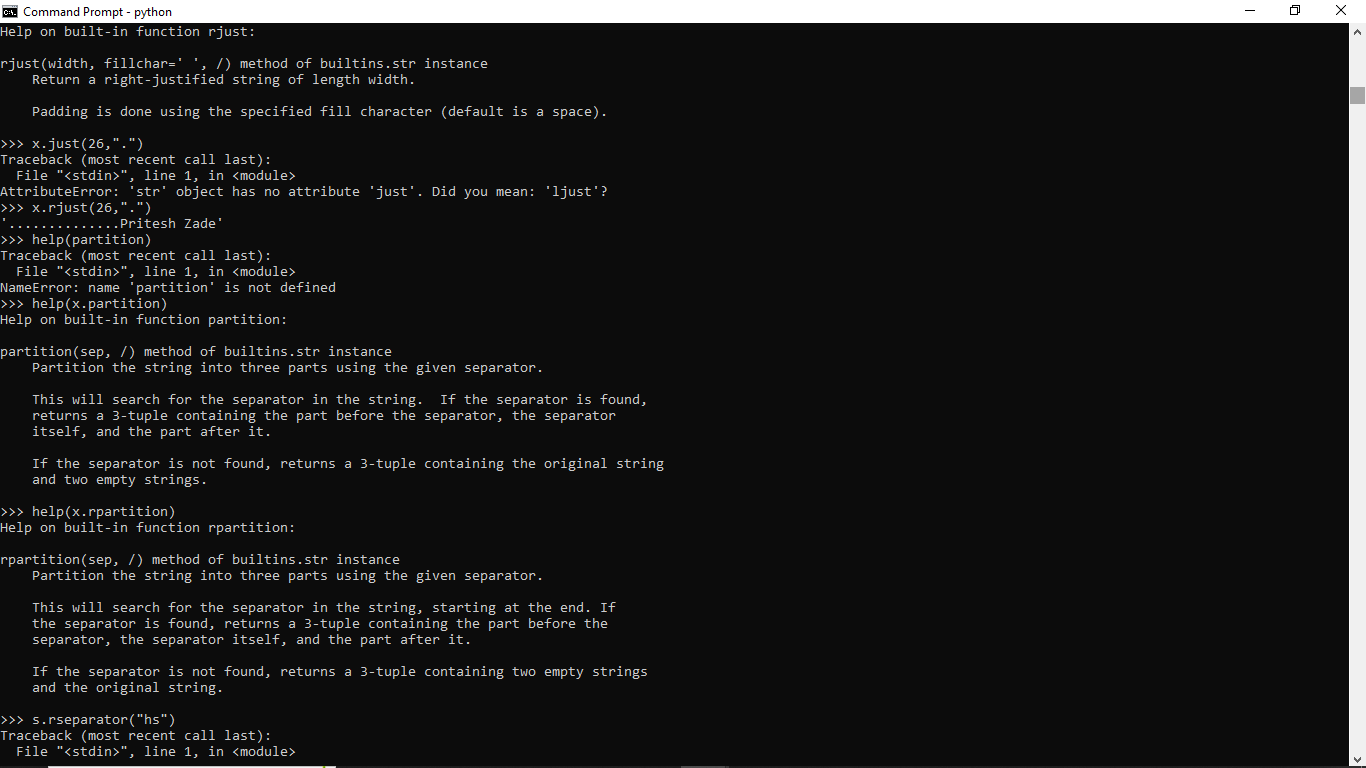 Command Prompt - python
Help on built-in function rjust:
rjust(width, fillchar=' ', /) method of builtins.str instance
    Return a right-justified string of length width.
    Padding is done using the specified fill character (default is a space).
>>> x.just(26,".")
Traceback (most recent call last):
  File "<stdin>", line 1, in <module>
AttributeError: 'str' object has no attribute 'just'. Did you mean: 'ljust'?
>>> x.rjust(26,".")
'..............Pritesh Zade'
>>> help(partition)
Traceback (most recent call last):
  File "<stdin>", line 1, in <module>
NameError: name 'partition' is not defined
>>> help(x.partition)
Help on built-in function partition:
partition(sep, /) method of builtins.str instance
    Partition the string into three parts using the given separator.
    This will search for the separator in the string.  If the separator is found,
    returns a 3-tuple containing the part before the separator, the separator
    itself, and the part after it.
    If the separator is not found, returns a 3-tuple containing the original string
    and two empty strings.
>>> help(x.rpartition)
Help on built-in function rpartition:
rpartition(sep, /) method of builtins.str instance
    Partition the string into three parts using the given separator.
    This will search for the separator in the string, starting at the end. If
    the separator is found, returns a 3-tuple containing the part before the
    separator, the separator itself, and the part after it.
    If the separator is not found, returns a 3-tuple containing two empty strings
    and the original string.
>>> s.rseparator("hs")
Traceback (most recent call last):
  File "<stdin>", line 1, in <module>